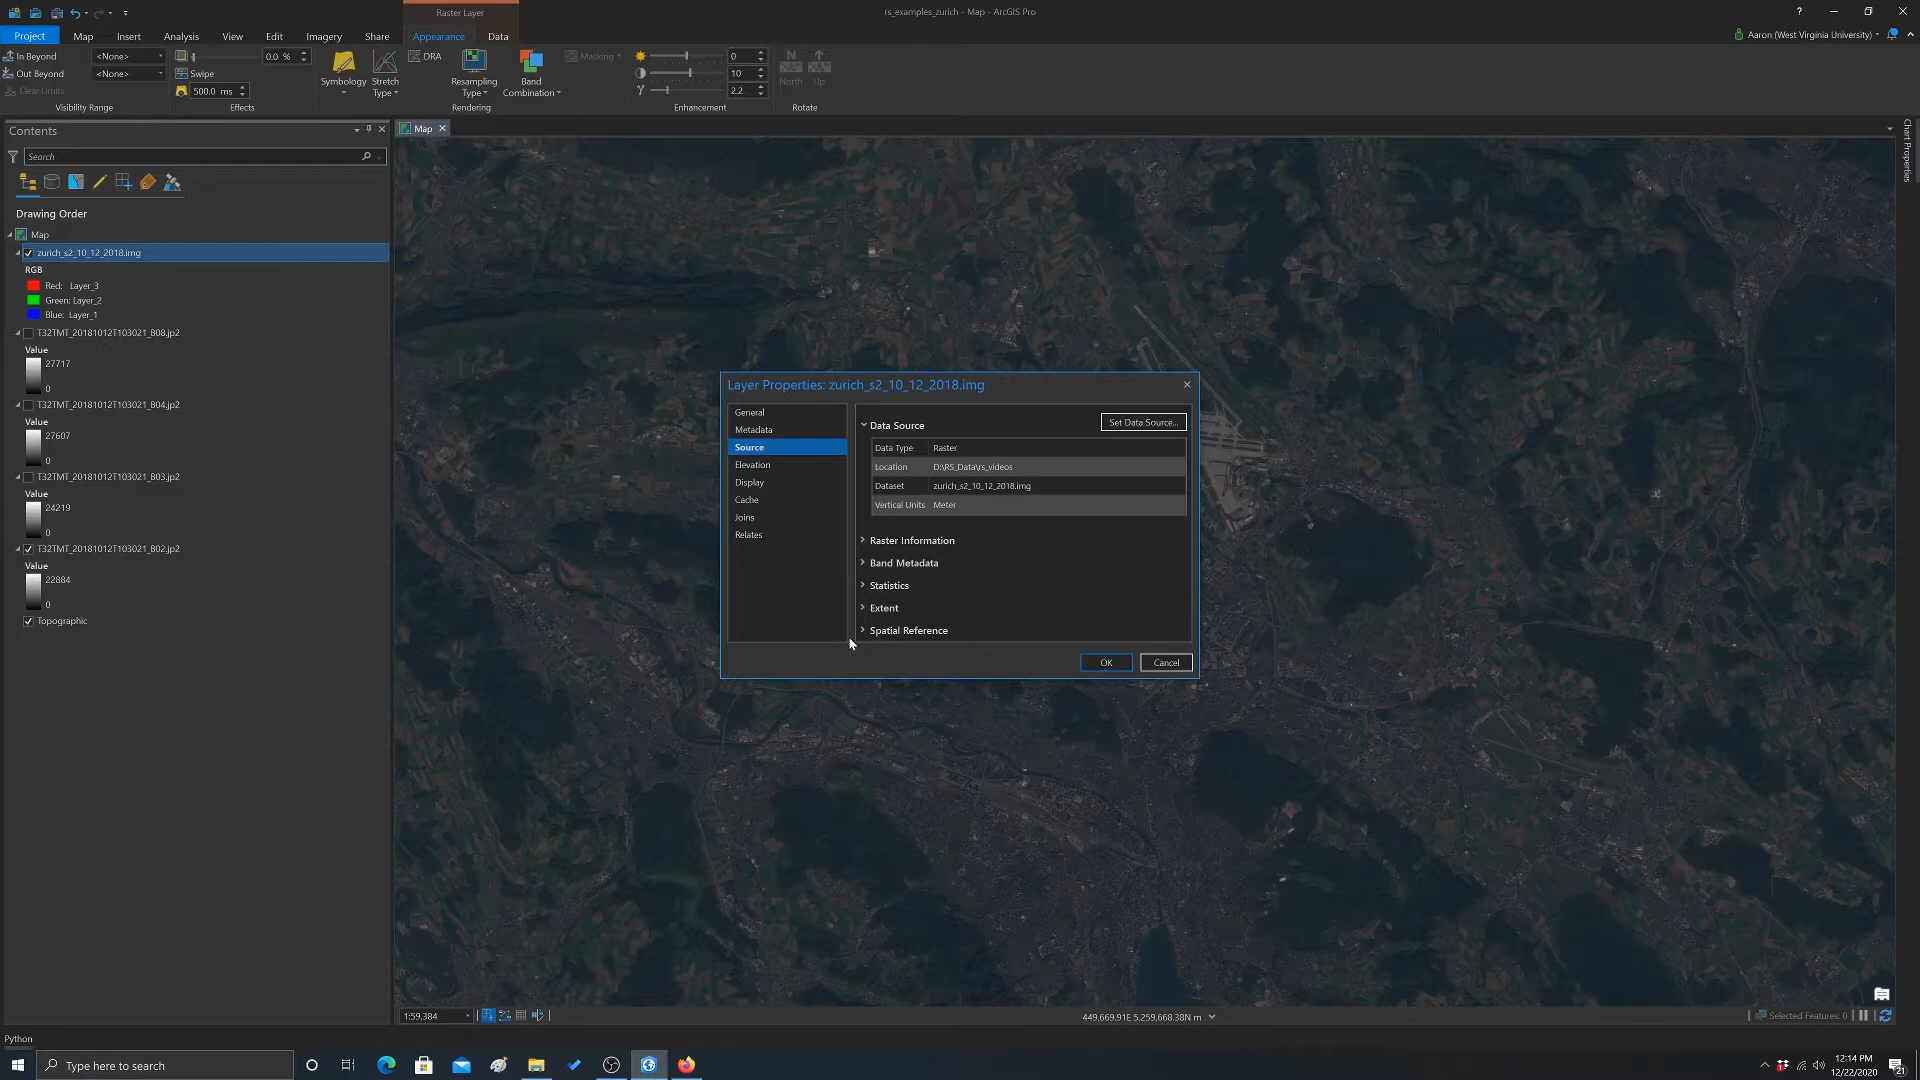 Raster Layer
rs_examples_zurich - Map - ArcGIS Pro
?
Project Map Insert Analysis View Edit Imagery Share Appearance Data
Aaron (West Virginia University)
In Beyond <None>
Out Beyond <None>
Clear Limits
Visibility Range
0.0 %
Swipe
500.0 ms
Effects
Symbology
Stretch Type
DRA
Resampling Type
Band Combination
Masking
Rendering
0
10
γ 2.2
Enhancement
N
North
Up
Rotate
Contents
Search
Drawing Order
Map
zurich_s2_10_12_2018.img
RGB
Red: Layer_3
Green: Layer_2
Blue: Layer_1
T32TMT_20181012T103021_B08.jp2
Value
27717
0
T32TMT_20181012T103021_B04.jp2
Value
27607
0
T32TMT_20181012T103021_B03.jp2
Value
24219
0
T32TMT_20181012T103021_B02.jp2
Value
22884
0
Topographic
Map
Chart Properties
Layer Properties: zurich_s2_10_12_2018.img
General
Metadata
Source
Elevation
Display
Cache
Joins
Relates
Data Source
Set Data Source...
Data Type Raster
Location D:\RS_Data\rs_videos
Dataset zurich_s2_10_12_2018.img
Vertical Units Meter
Raster Information
Band Metadata
Statistics
Extent
Spatial Reference
OK
Cancel
1:59,384
449,669.91E 5,259,668.38N m
Selected Features: 0
Python
Type here to search
12:14 PM
12/22/2020
21